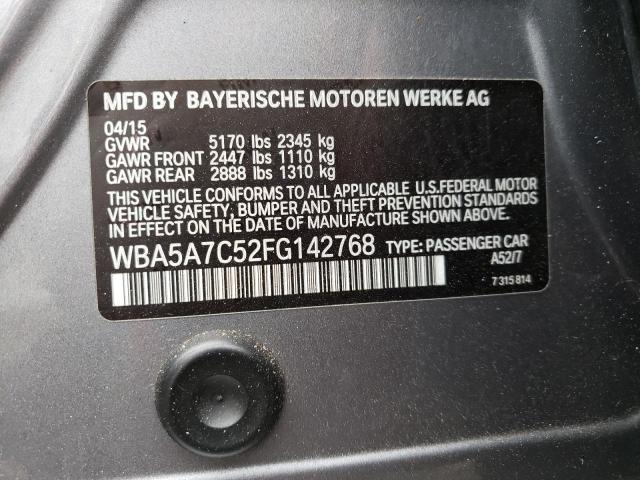 MFD BY BAYERISCHE MOTOREN WERKE AG
04/15
GVWR 5170 lbs 2345 kg
GAWR FRONT 2447 lbs 1110 kg
GAWR REAR 2888 lbs 1310 kg
THIS VEHICLE CONFORMS TO ALL APPLICABLE U.S.FEDERAL MOTOR
VEHICLE SAFETY, BUMPER AND THEFT PREVENTION STANDARDS
IN EFFECT ON THE DATE OF MANUFACTURE SHOWN ABOVE.
WBA5A7C52FG142768 TYPE: PASSENGER CAR
A52/7
7 315 814